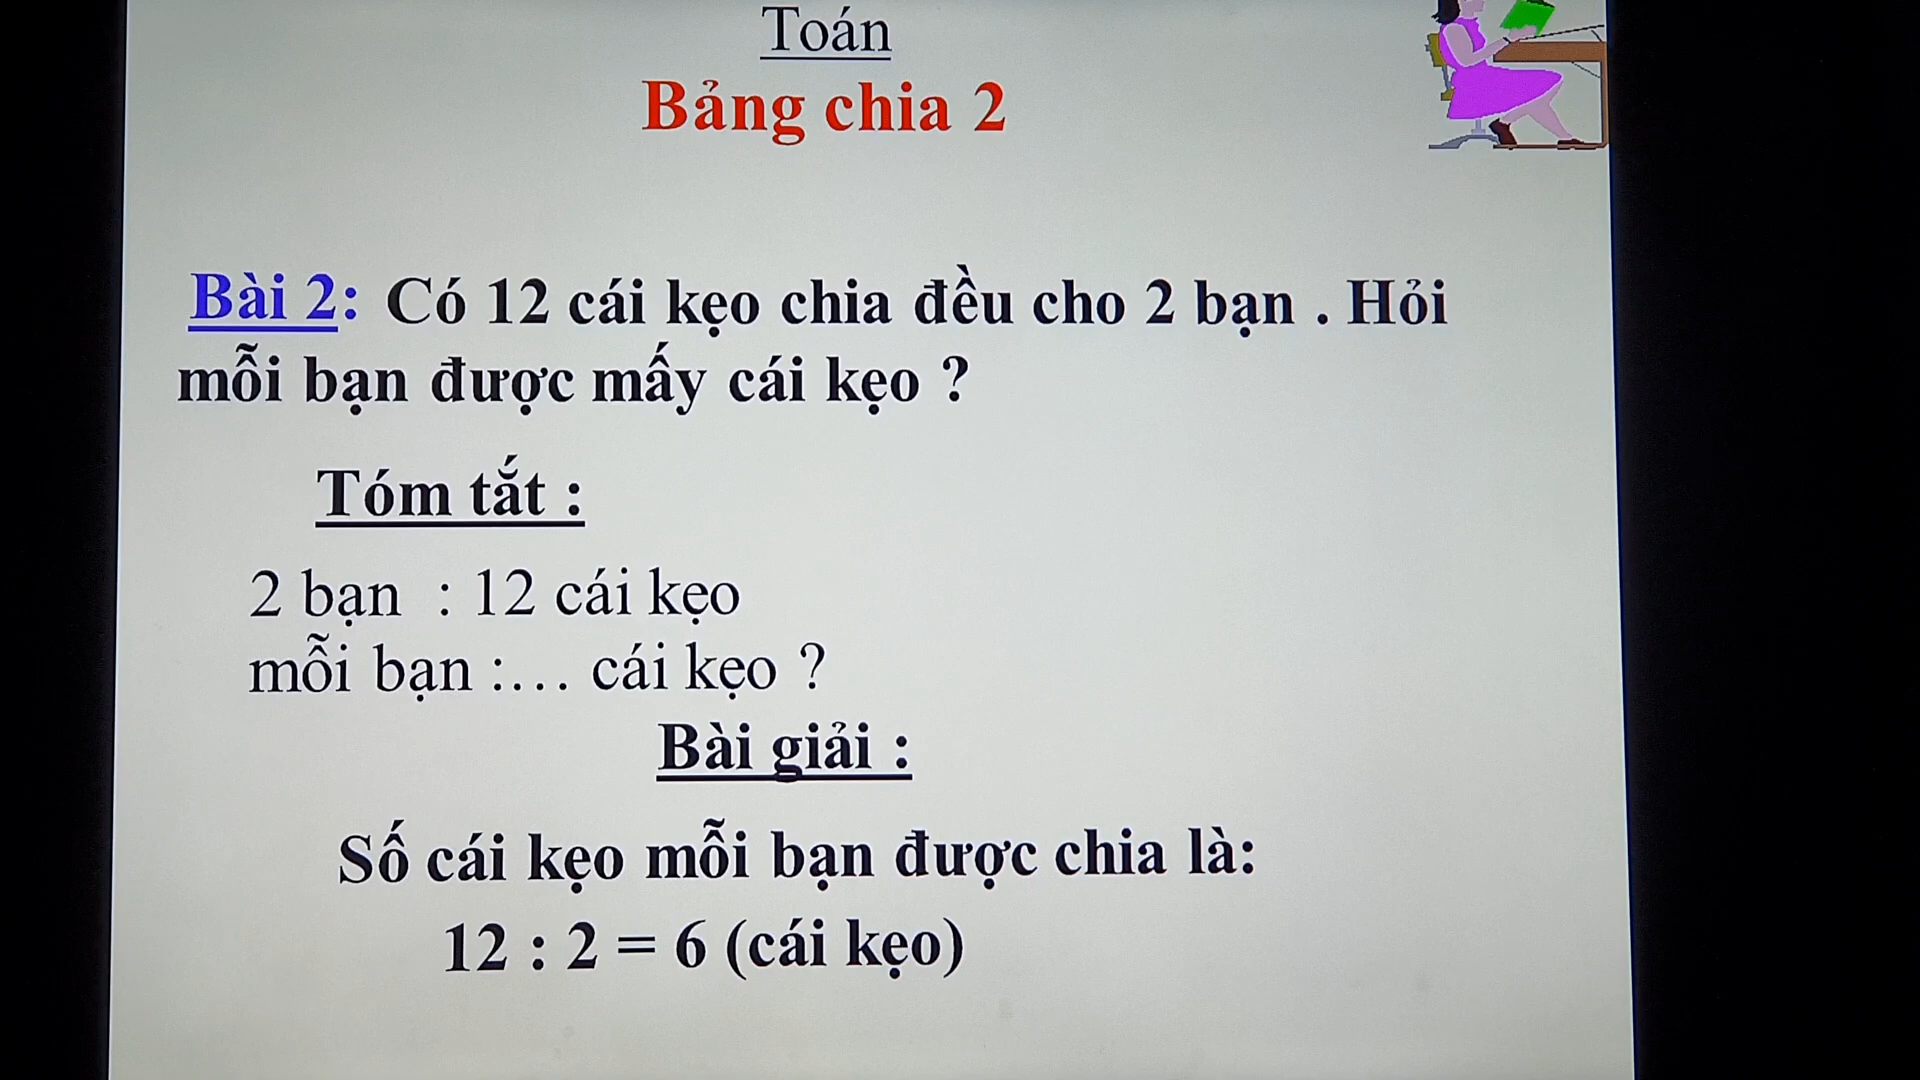 Toán
Bảng chia 2
Bài 2: Có 12 cái kẹo chia đều cho 2 bạn . Hỏi
mỗi bạn được mấy cái kẹo ?
Tóm tắt :
2 bạn : 12 cái kẹo
mỗi bạn :... cái kẹo ?
Bài giải :
Số cái kẹo mỗi bạn được chia là:
12 : 2 = 6 (cái kẹo)